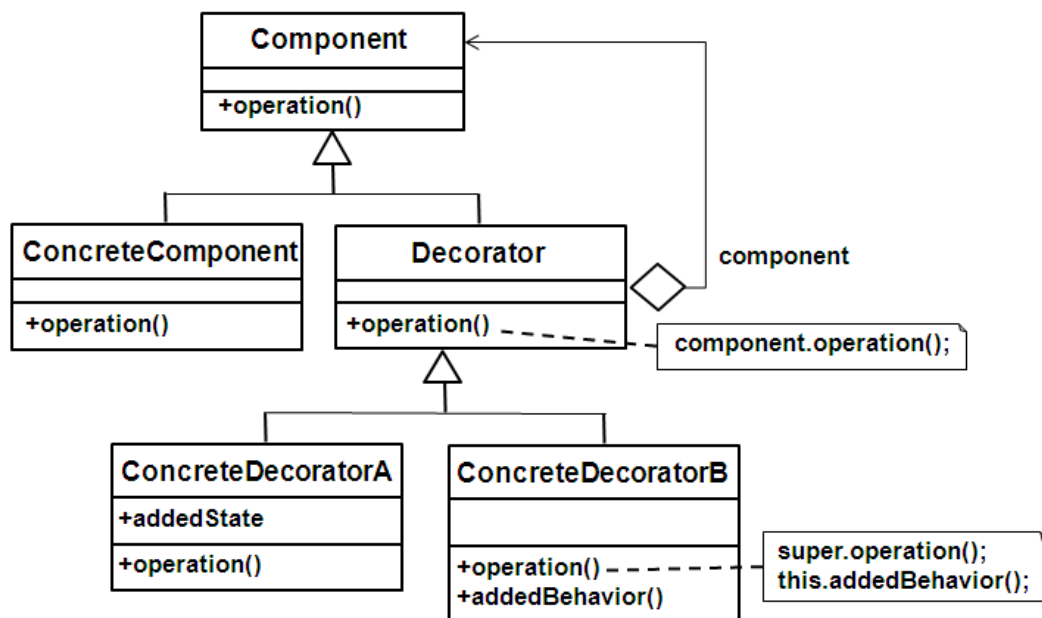 Component
+operation()
ConcreteComponent
+operation()
Decorator
+operation()
component
component.operation();
ConcreteDecoratorA
+addedState
+operation()
ConcreteDecoratorB
+operation()
+addedBehavior()
super.operation();
this.addedBehavior();